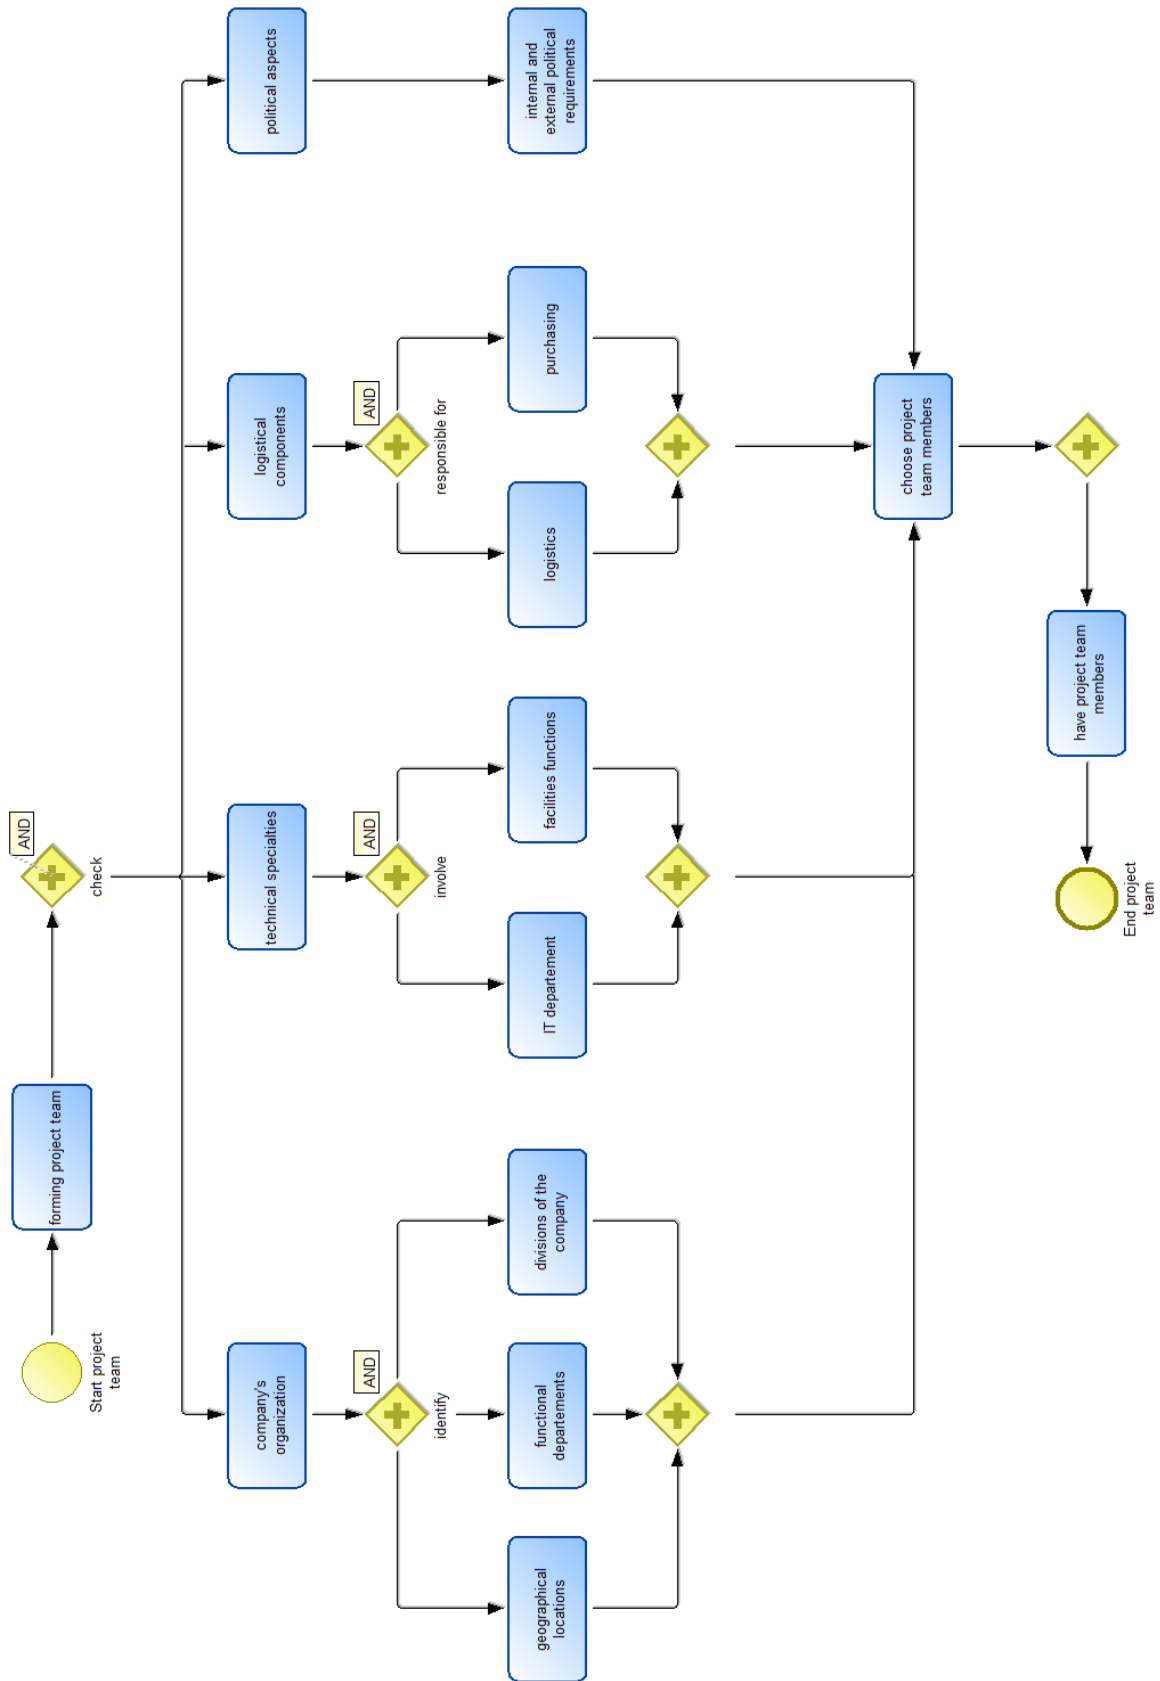 Start project
team
forming project team
AND
check
company's
organization
technical specialties
logistical
components
political aspects
AND
identify
AND
involve
AND
responsible for
geographical
locations
functional
departements
divisions of the
company
IT departement
facilities functions
logistics
purchasing
internal and
external political
requirements
choose project
team members
have project team
members
End project
team